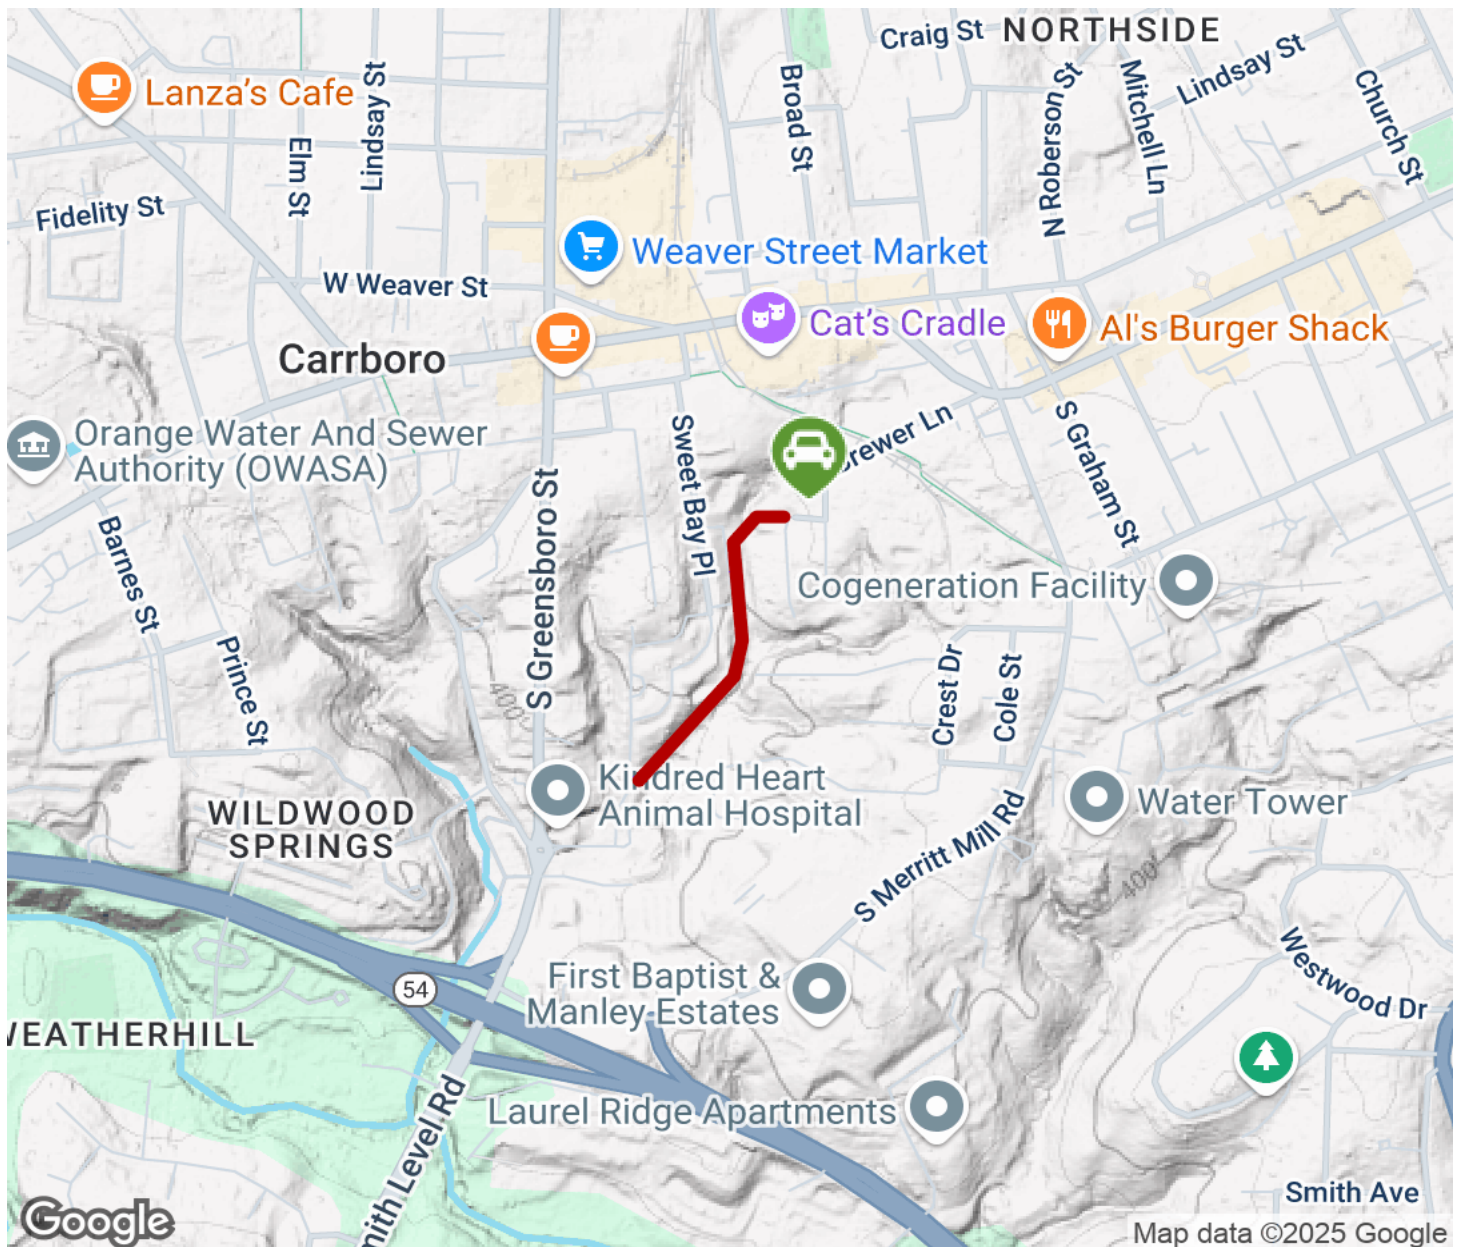 Craig St
NORTHSIDE
Lindsay St
Lanza's Cafe
Lindsay St
Broad St
N Roberson St
Mitchell Ln
Church St
Elm St
Fidelity St
Weaver Street Market
W Weaver St
Cat's Cradle
Al's Burger Shack
Carrboro
Orange Water And Sewer
Authority (OWASA)
Sweet Bay Pl
Brewer Ln
S Graham St
S Greensboro St
Barnes St
Cogeneration Facility
Prince St
Crest Dr
Cole St
400'
Kindred Heart
Animal Hospital
WILDWOOD
SPRINGS
Water Tower
S Merritt Mill Rd
400'
First Baptist &
Manley Estates
54
Westwood Dr
WEATHERHILL
Laurel Ridge Apartments
mith Level Rd
Smith Ave
Google
Map data ©2025 Google